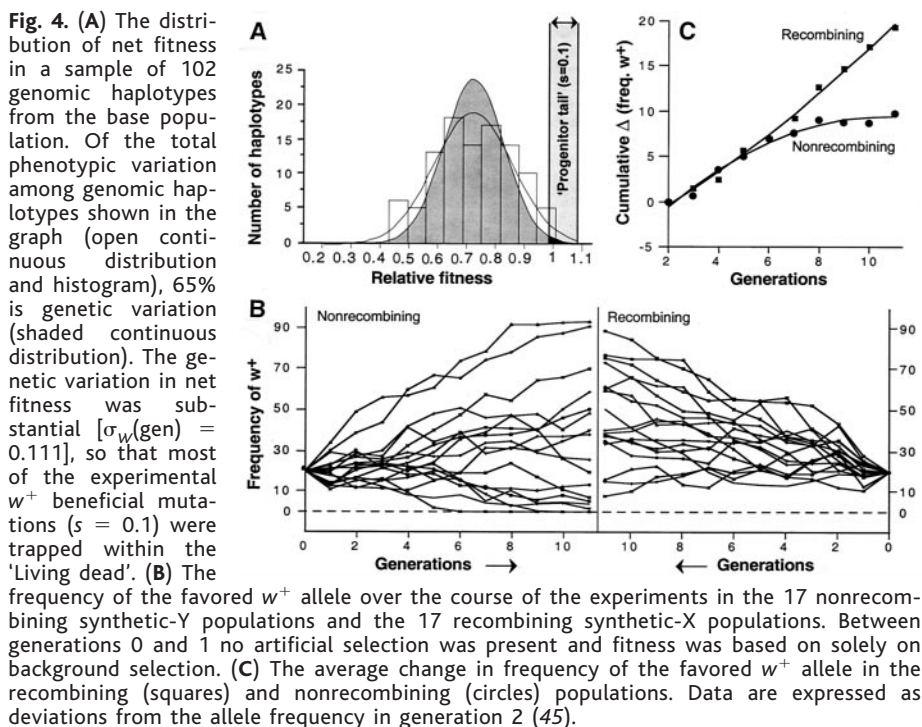 Fig. 4. (A) The distri-
bution of net fitness
in a sample of 102
genomic haplotypes
from the base popu-
lation. Of the total
phenotypic variation
among genomic hap-
lotypes shown in the
graph (open conti-
nuous distribution
and histogram), 65%
is genetic variation
(shaded continuous
distribution). The ge-
netic variation in net
fitness was sub-
stantial [σW(gen) =
0.111], so that most
of the experimental
w+ beneficial muta-
tions (s = 0.1) were
trapped within the
'Living dead'. (B) The
frequency of the favored w+ allele over the course of the experiments in the 17 nonrecom-
bining synthetic-Y populations and the 17 recombining synthetic-X populations. Between
generations 0 and 1 no artificial selection was present and fitness was based on solely on
background selection. (C) The average change in frequency of the favored w+ allele in the
recombining (squares) and nonrecombining (circles) populations. Data are expressed as
deviations from the allele frequency in generation 2 (45).
A
Number of haplotypes
25
20
15
10
5
0
0.2 0.3 0.4 0.5 0.6 0.7 0.8 0.9 1 1.1
Relative fitness
'Progenitor tail' (s=0.1)
C
Cumulative Δ (freq. w+)
20
15
10
5
0
-5
Recombining
Nonrecombining
2 4 6 8 10
Generations
B
Nonrecombining
Recombining
Frequency of w+
90
70
50
30
10
0
90
70
50
30
10
0
0 2 4 6 8 10
10 8 6 4 2 0
Generations →
← Generations